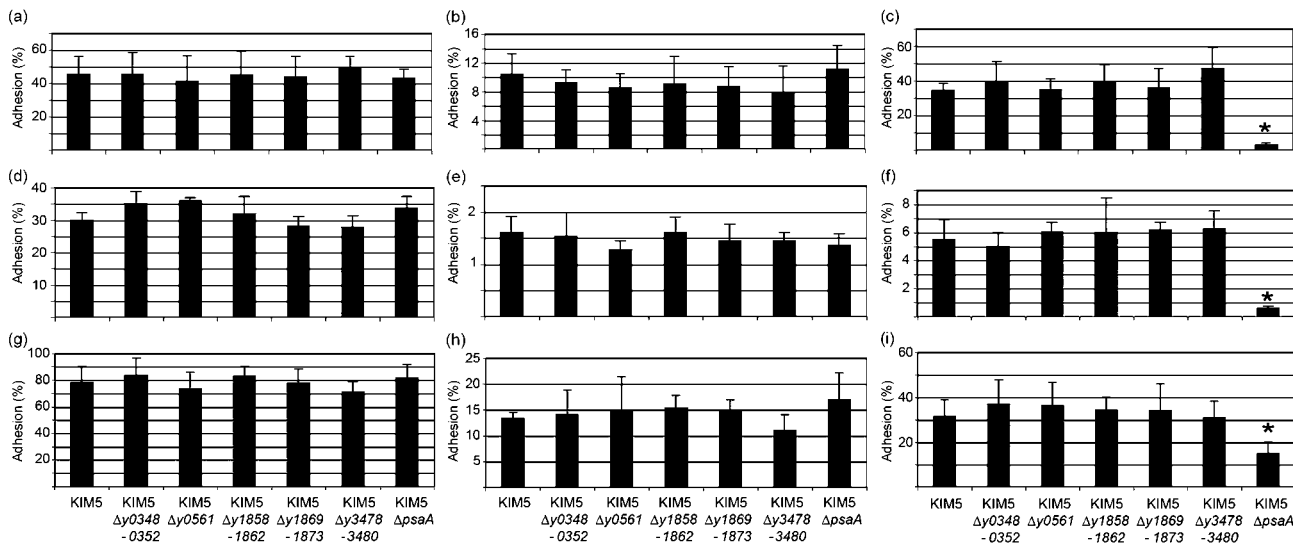 (a)
Adhesion (%)
60
40
20
(b)
Adhesion (%)
16
12
8
4
(c)
Adhesion (%)
60
40
20
*
(d)
Adhesion (%)
40
30
20
10
(e)
Adhesion (%)
2
1
(f)
Adhesion (%)
8
6
4
2
*
(g)
Adhesion (%)
100
80
60
40
20
(h)
Adhesion (%)
25
20
15
10
5
(i)
Adhesion (%)
60
40
20
*
KIM5 KIM5 KIM5 KIM5 KIM5 KIM5 KIM5
Δy0348 Δy0561 Δy1858 Δy1869 Δy3478 ΔpsaA
-0352 -1862 -1873 -3480
KIM5 KIM5 KIM5 KIM5 KIM5 KIM5 KIM5
Δy0348 Δy0561 Δy1858 Δy1869 Δy3478 ΔpsaA
-0352 -1862 -1873 -3480
KIM5 KIM5 KIM5 KIM5 KIM5 KIM5 KIM5
Δy0348 Δy0561 Δy1858 Δy1869 Δy3478 ΔpsaA
-0352 -1862 -1873 -3480